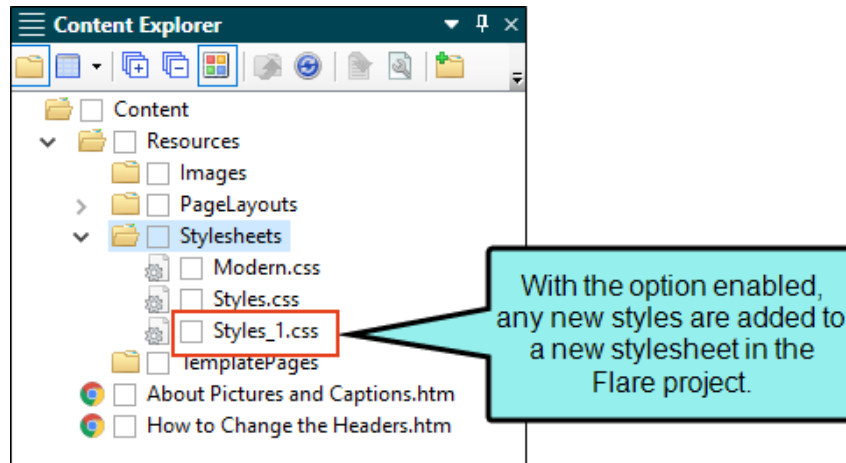 Content Explorer
Content
Resources
Images
PageLayouts
Stylesheets
Modern.css
Styles.css
Styles_1.css
TemplatePages
About Pictures and Captions.htm
How to Change the Headers.htm
With the option enabled,
any new styles are added to
a new stylesheet in the
Flare project.